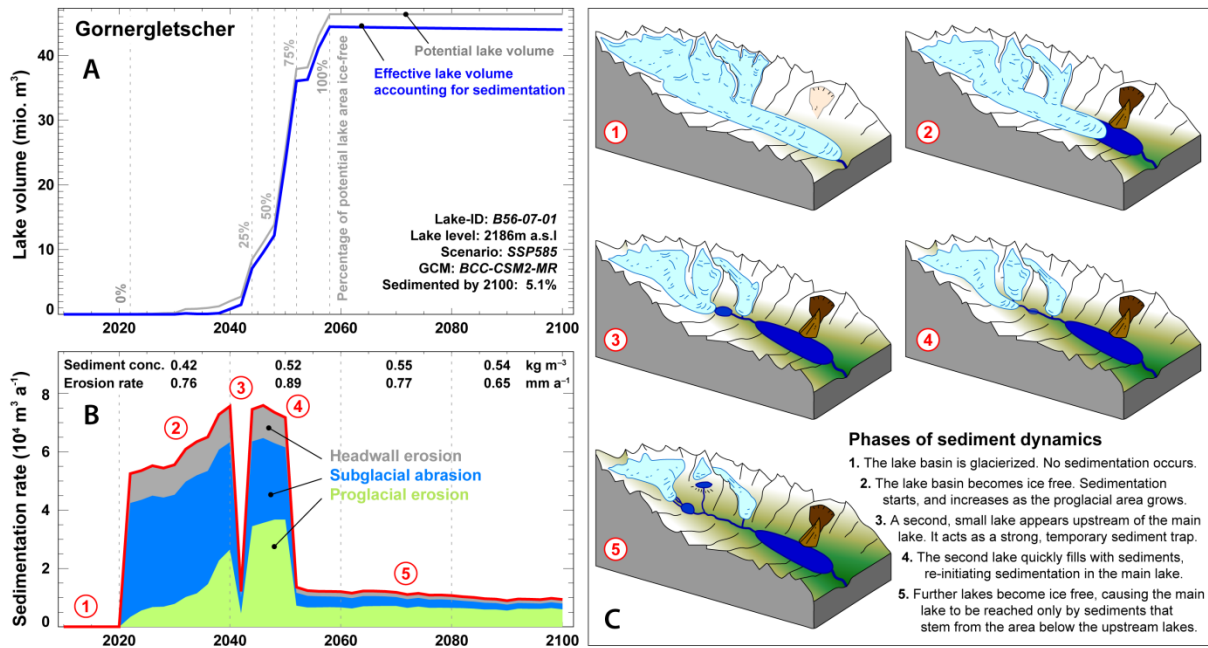 Gornergletscher
A
Lake volume (mio. m³)
40
30
20
10
0
0%
25%
50%
75%
100%
Percentage of potential lake area ice-free
Potential lake volume
Effective lake volume
accounting for sedimentation
Lake-ID: B56-07-01
Lake level: 2186m a.s.l
Scenario: SSP585
GCM: BCC-CSM2-MR
Sedimented by 2100: 5.1%
2020 2040 2060 2080 2100
B
Sedimentation rate (10⁴ m³ a⁻¹)
8
6
4
2
0
Sediment conc. 0.42 0.52 0.55 0.54 kg m⁻³
Erosion rate 0.76 0.89 0.77 0.65 mm a⁻¹
1
2
3
4
5
Headwall erosion
Subglacial abrasion
Proglacial erosion
2020 2040 2060 2080 2100
C
1
2
3
4
5
Phases of sediment dynamics
1. The lake basin is glacierized. No sedimentation occurs.
2. The lake basin becomes ice free. Sedimentation
starts, and increases as the proglacial area grows.
3. A second, small lake appears upstream of the main
lake. It acts as a strong, temporary sediment trap.
4. The second lake quickly fills with sediments,
re-initiating sedimentation in the main lake.
5. Further lakes become ice free, causing the main
lake to be reached only by sediments that
stem from the area below the upstream lakes.